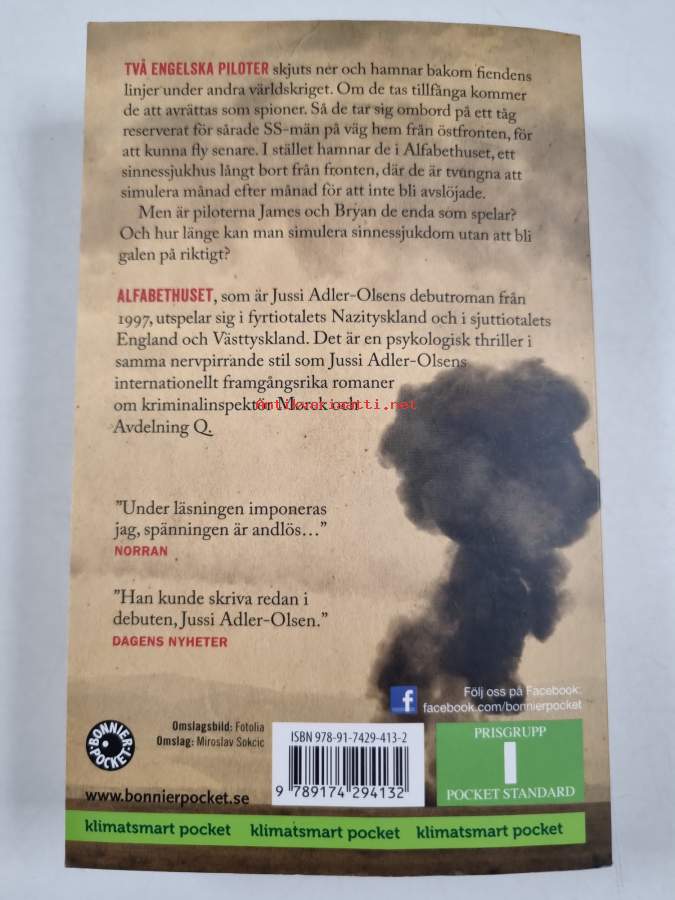 TVÅ ENGELSKA PILOTER skjuts ner och hamnar bakom fiendens
linjer under andra världskriget. Om de tas tillfånga kommer
de att avrättas som spioner. Så de tar sig ombord på ett tåg
reserverat för sårade SS-män på väg hem från östfronten, för
att kunna fly senare. I stället hamnar de i Alfabethuset, ett
sinnessjukhus långt bort från fronten, där de är tvungna att
simulera månad efter månad för att inte bli avslöjade.
Men är piloterna James och Bryan de enda som spelar?
Och hur länge kan man simulera sinnessjukdom utan att bli
galen på riktigt?
ALFABETHUSET, som är Jussi Adler-Olsens debutroman från
1997, utspelar sig i fyrtiotalets Nazityskland och i sjuttiotalets
England och Västtyskland. Det är en psykologisk thriller i
samma nervpirrande stil som Jussi Adler-Olsens
internationellt framgångsrika romaner
om kriminalinspektör Mørck och
Avdelning Q.
antikvariaatti.net
”Under läsningen imponeras
jag, spänningen är andlös…”
NORRAN
”Han kunde skriva redan i
debuten, Jussi Adler-Olsen.”
DAGENS NYHETER
Följ oss på Facebook:
facebook.com/bonnierpocket
BONNIER POCKET
Omslagsbild: Fotolia
Omslag: Miroslav Sokcic
www.bonnierpocket.se
ISBN 978-91-7429-413-2
9 789174 294132
PRISGRUPP
POCKET STANDARD
klimatsmart pocket klimatsmart pocket klimatsmart pocket